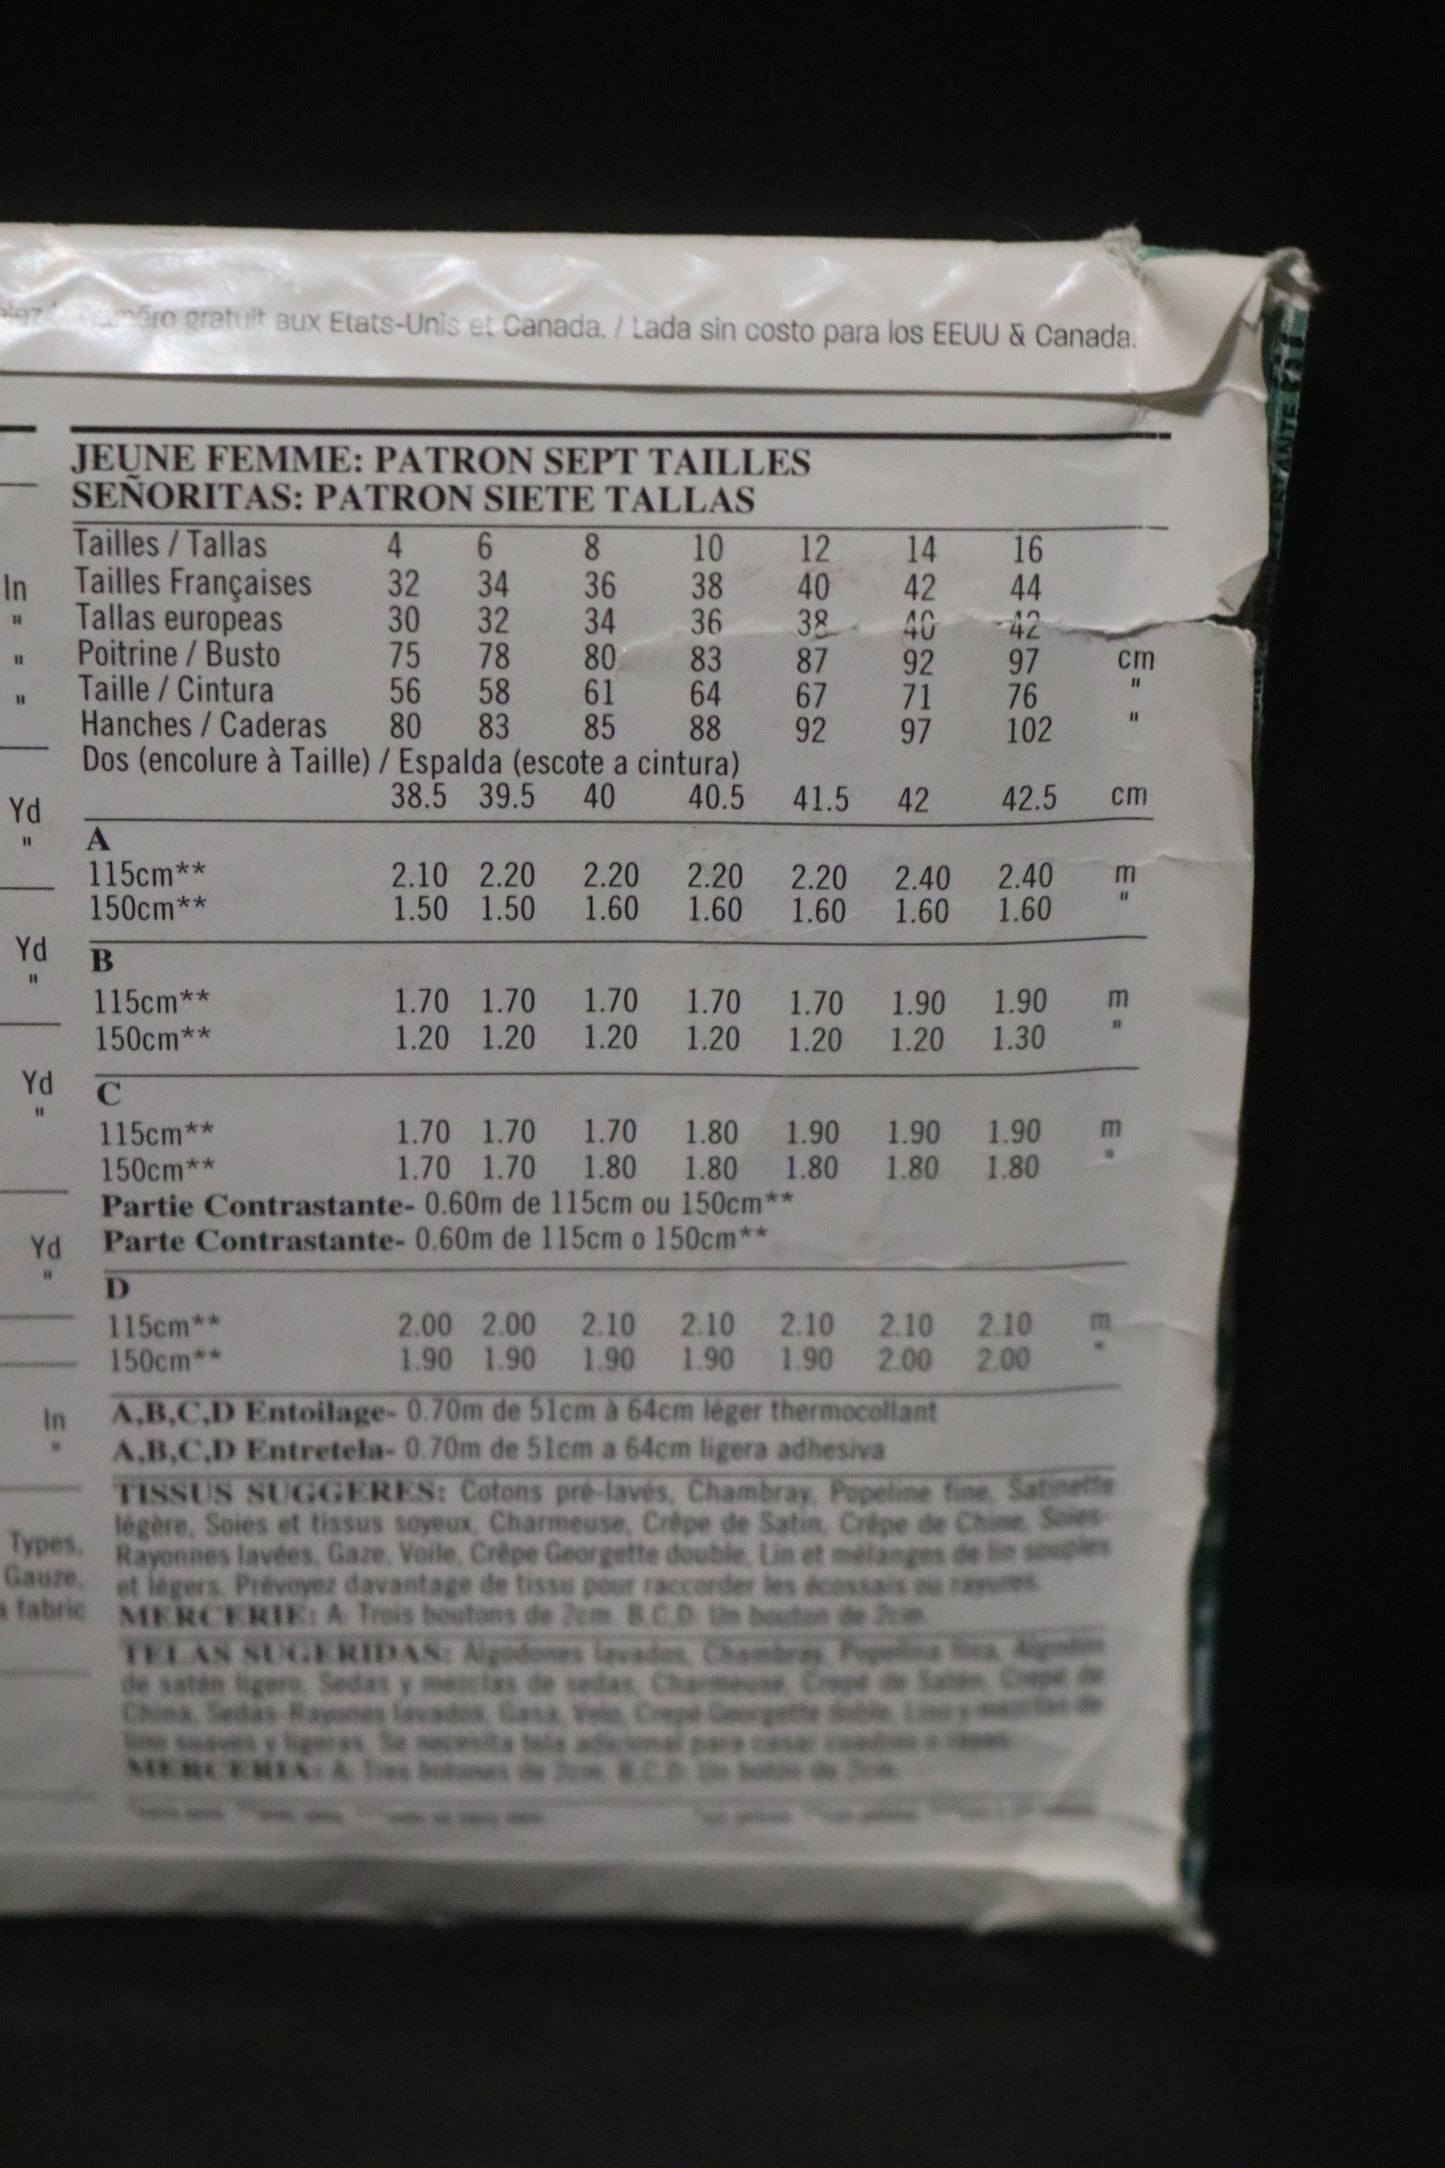 gratuit aux Etats-Unis et Canada. / Lada sin costo para los EEUU & Canada.
JEUNE FEMME: PATRON SEPT TAILLES
SEÑORITAS: PATRON SIETE TALLAS
Tailles / Tallas 4 6 8 10 12 14 16
In Tailles Françaises 32 34 36 38 40 42 44
" Tallas europeas 30 32 34 36 38 40 42
" Poitrine / Busto 75 78 80 83 87 92 97 cm
" Taille / Cintura 56 58 61 64 67 71 76 "
Hanches / Caderas 80 83 85 88 92 97 102 "
Dos (encolure à Taille) / Espalda (escote a cintura)
Yd 38.5 39.5 40 40.5 41.5 42 42.5 cm
" A
115cm** 2.10 2.20 2.20 2.20 2.20 2.40 2.40 m
150cm** 1.50 1.50 1.60 1.60 1.60 1.60 1.60 "
Yd B
" 115cm** 1.70 1.70 1.70 1.70 1.70 1.90 1.90 m
150cm** 1.20 1.20 1.20 1.20 1.20 1.20 1.30 "
Yd C
" 115cm** 1.70 1.70 1.70 1.80 1.90 1.90 1.90 m
150cm** 1.70 1.70 1.80 1.80 1.80 1.80 1.80 "
Partie Contrastante- 0.60m de 115cm ou 150cm**
Yd Parte Contrastante- 0.60m de 115cm o 150cm**
" D
115cm** 2.00 2.00 2.10 2.10 2.10 2.10 2.10 m
150cm** 1.90 1.90 1.90 1.90 1.90 2.00 2.00 "
In A,B,C,D Entoilage- 0.70m de 51cm à 64cm léger thermocollant
" A,B,C,D Entretela- 0.70m de 51cm a 64cm ligera adhesiva
TISSUS SUGGERES: Cotons pré-lavés, Chambray, Popeline fine, Satinette
Types, légère, Soies et tissus soyeux, Charmeuse, Crêpe de Satin, Crêpe de Chine, Soies-
Gauze, Rayonnes lavées, Gaze, Voile, Crêpe Georgette double, Lin et mélanges de lin souples
fabric et légers. Prévoyez davantage de tissu pour raccorder les écossais ou rayures.
MERCERIE: A: Trois boutons de 2cm. B,C,D: Un bouton de 2cm.
TELAS SUGERIDAS: Algodones lavados, Chambray, Popelina fina, Algodón
de satén ligero, Sedas y mezclas de sedas, Charmeuse, Crepé de Satén, Crepé de
China, Sedas-Rayones lavados, Gasa, Velo, Crepé Georgette doble, Lino y mezclas de
lino suaves y ligeras. Se necesita tela adicional para casar cuadros o rayas.
MERCERIA: A: Tres botones de 2cm. B,C,D: Un botón de 2cm.